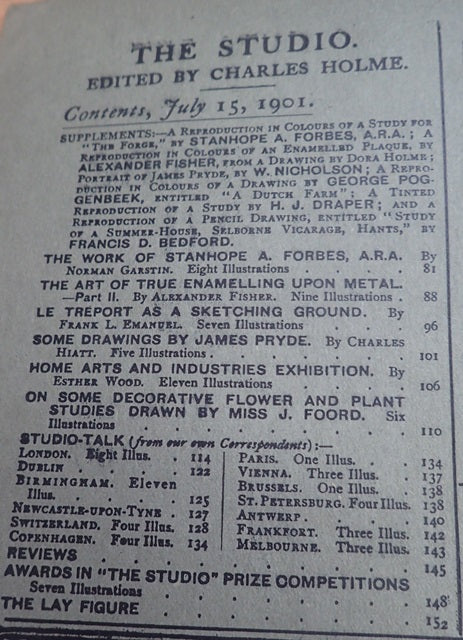 THE STUDIO.
EDITED BY CHARLES HOLME.
Contents, July 15, 1901.
SUPPLEMENTS:—A REPRODUCTION IN COLOURS OF A STUDY FOR
"THE FORGE," BY STANHOPE A. FORBES, A.R.A.; A
REPRODUCTION IN COLOURS OF AN ENAMELLED PLAQUE, BY
ALEXANDER FISHER, FROM A DRAWING BY DORA HOLME;
PORTRAIT OF JAMES PRYDE, BY W. NICHOLSON; A REPRO-
DUCTION IN COLOURS OF A DRAWING BY GEORGE POG-
GENBEEK, ENTITLED "A DUTCH FARM"; A TINTED
REPRODUCTION OF A STUDY BY H. J. DRAPER; AND A
REPRODUCTION OF A PENCIL DRAWING, ENTITLED "STUDY
OF A SUMMER-HOUSE, SELBORNE VICARAGE, HANTS," BY
FRANCIS D. BEDFORD.
THE WORK OF STANHOPE A. FORBES, A.R.A. By
NORMAN GARSTIN. Eight Illustrations . . . . 81
THE ART OF TRUE ENAMELLING UPON METAL.
—Part II. By ALEXANDER FISHER. Nine Illustrations . 88
LE TREPORT AS A SKETCHING GROUND. By
FRANK L. EMANUEL. Seven Illustrations . . . . 96
SOME DRAWINGS BY JAMES PRYDE. By CHARLES
HIATT. Five Illustrations . . . . . . 101
HOME ARTS AND INDUSTRIES EXHIBITION. By
ESTHER WOOD. Eleven Illustrations . . . . 106
ON SOME DECORATIVE FLOWER AND PLANT
STUDIES DRAWN BY MISS J. FOORD. Six
Illustrations . . . . . . . 110
STUDIO-TALK (from our own Correspondents):—
LONDON. Eight Illus. . 114
DUBLIN . . . 122
BIRMINGHAM. Eleven
Illus. . . . 125
NEWCASTLE-UPON-TYNE . 127
SWITZERLAND. Four Illus. 128
COPENHAGEN. Four Illus. 134
PARIS. One Illus. . . 134
VIENNA. Three Illus. . 137
BRUSSELS. One Illus. . 138
ST. PETERSBURG. Four Illus. 138
ANTWERP . . . 140
FRANKFORT. Three Illus. 142
MELBOURNE. Three Illus. 143
REVIEWS . . . . . . . 145
AWARDS IN "THE STUDIO" PRIZE COMPETITIONS
Seven Illustrations . . . . . . 148
THE LAY FIGURE . . . . . . 152